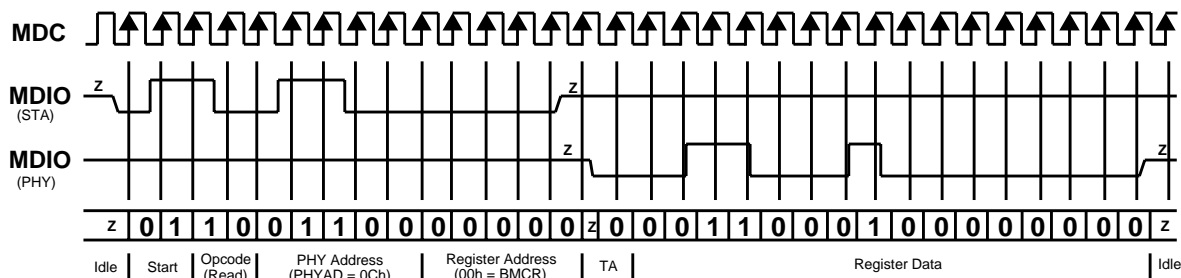 MDC
z z
MDIO
(STA)
MDIO z z
(PHY)
z 0 1 1 0 0 1 1 0 0 0 0 0 0 0 z 0 0 0 1 1 0 0 0 1 0 0 0 0 0 0 0 0 z
Idle Start Opcode (Read) PHY Address (PHYAD = 0Ch) Register Address (00h = BMCR) TA Register Data Idle